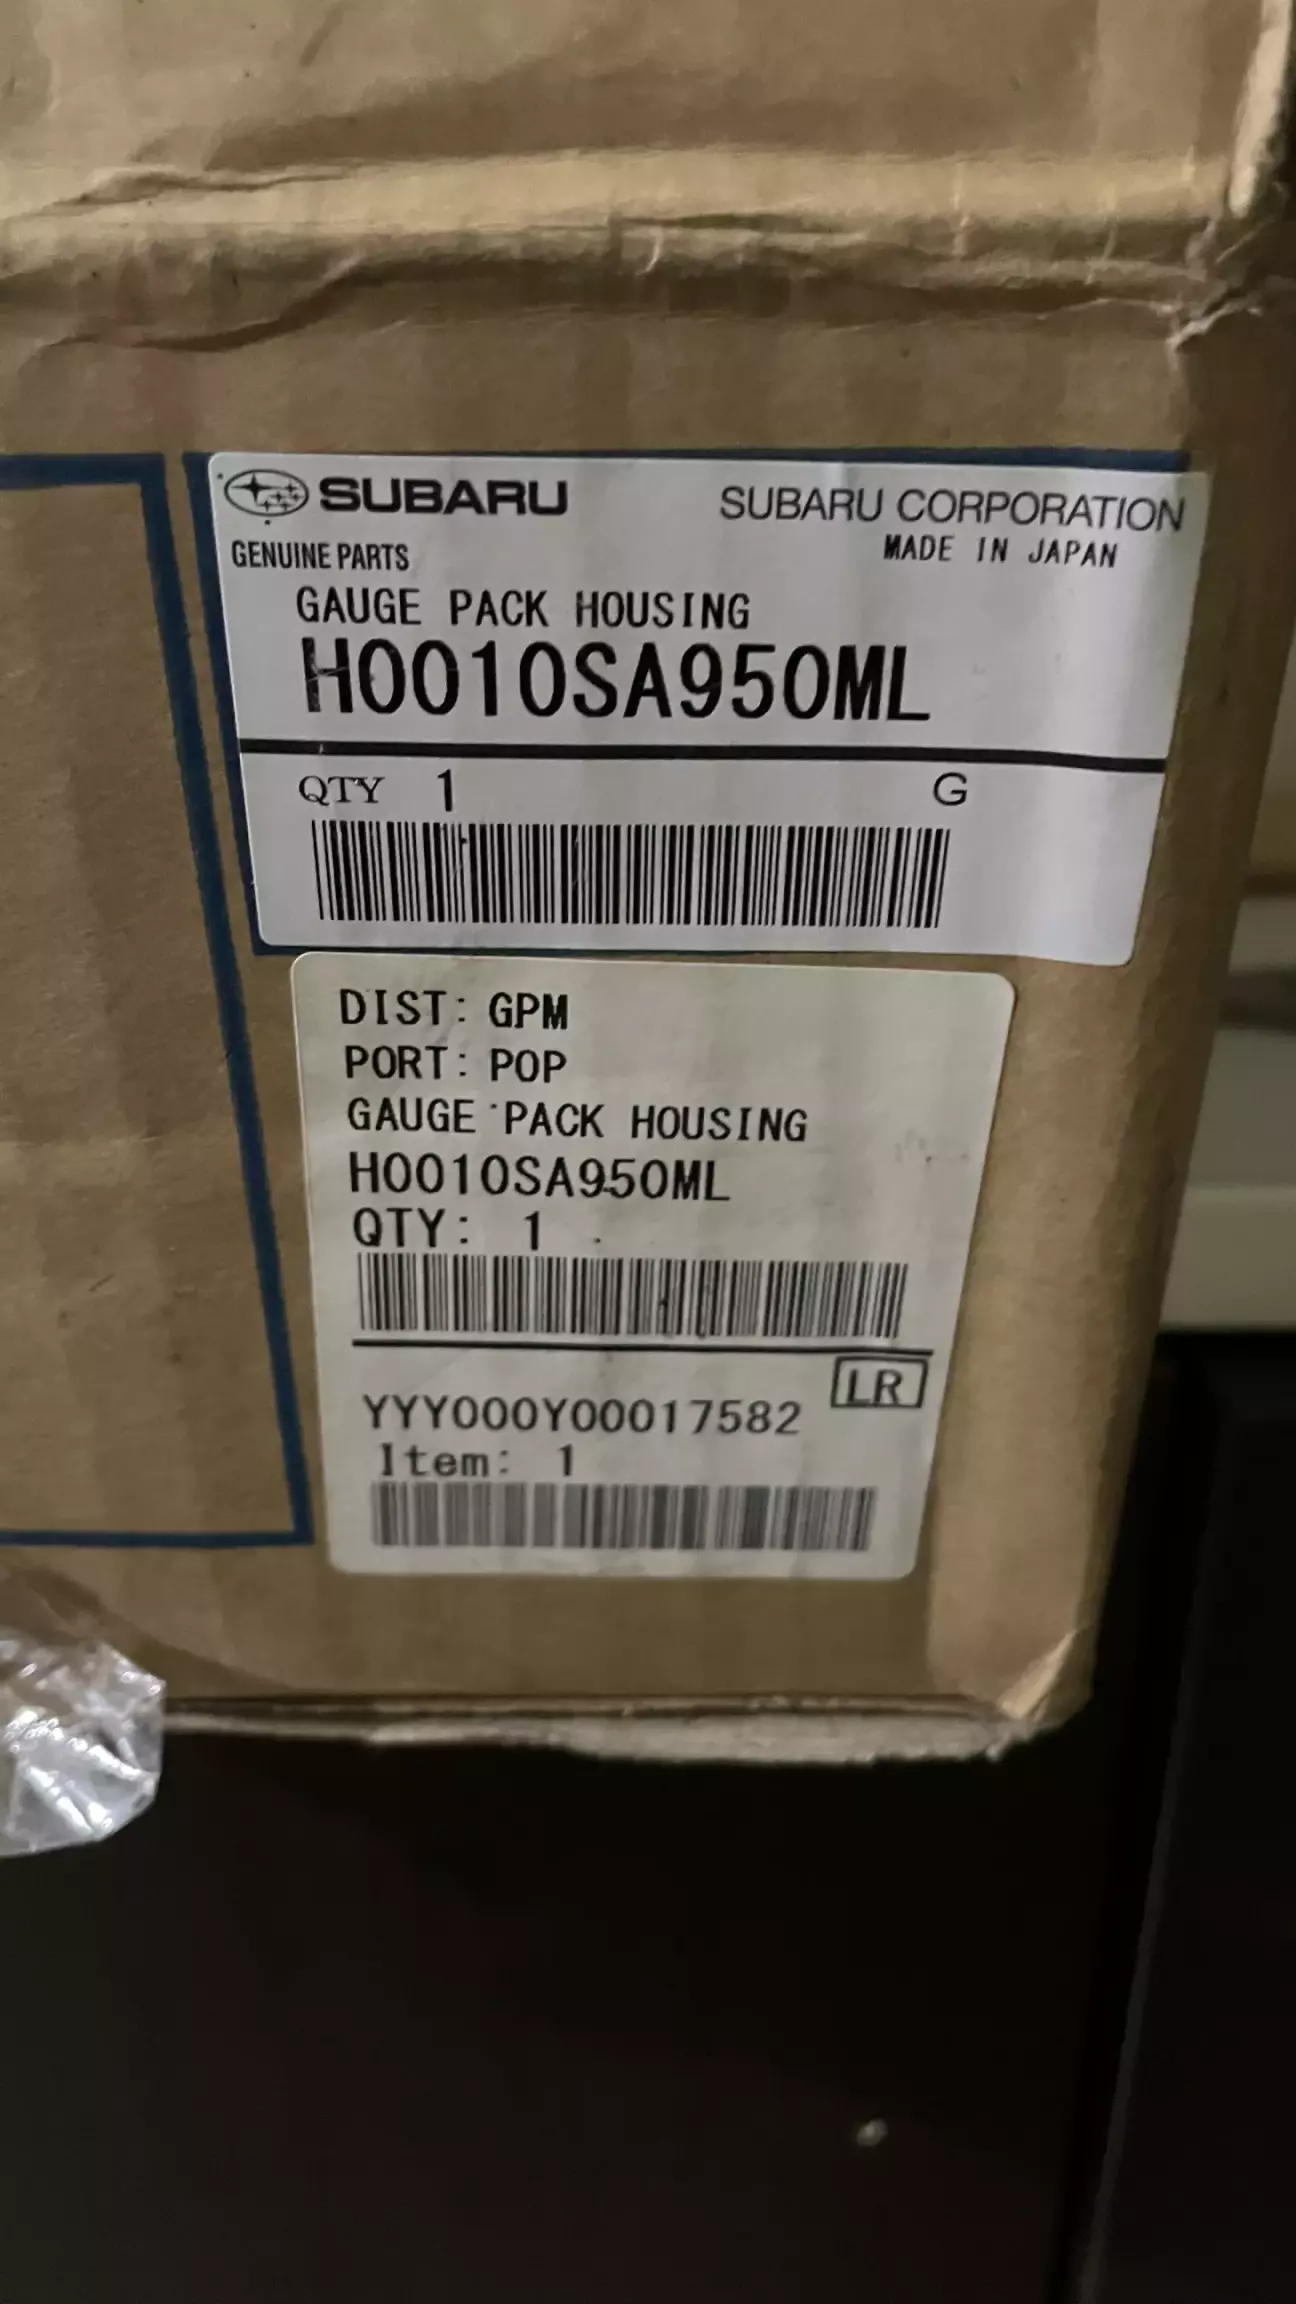 SUBARU
SUBARU CORPORATION
GENUINE PARTS
MADE IN JAPAN
GAUGE PACK HOUSING
H0010SA950ML
QTY 1 G
DIST: GPM
PORT: POP
GAUGE PACK HOUSING
H0010SA950ML
QTY: 1
LR
YYY000Y00017582
Item: 1